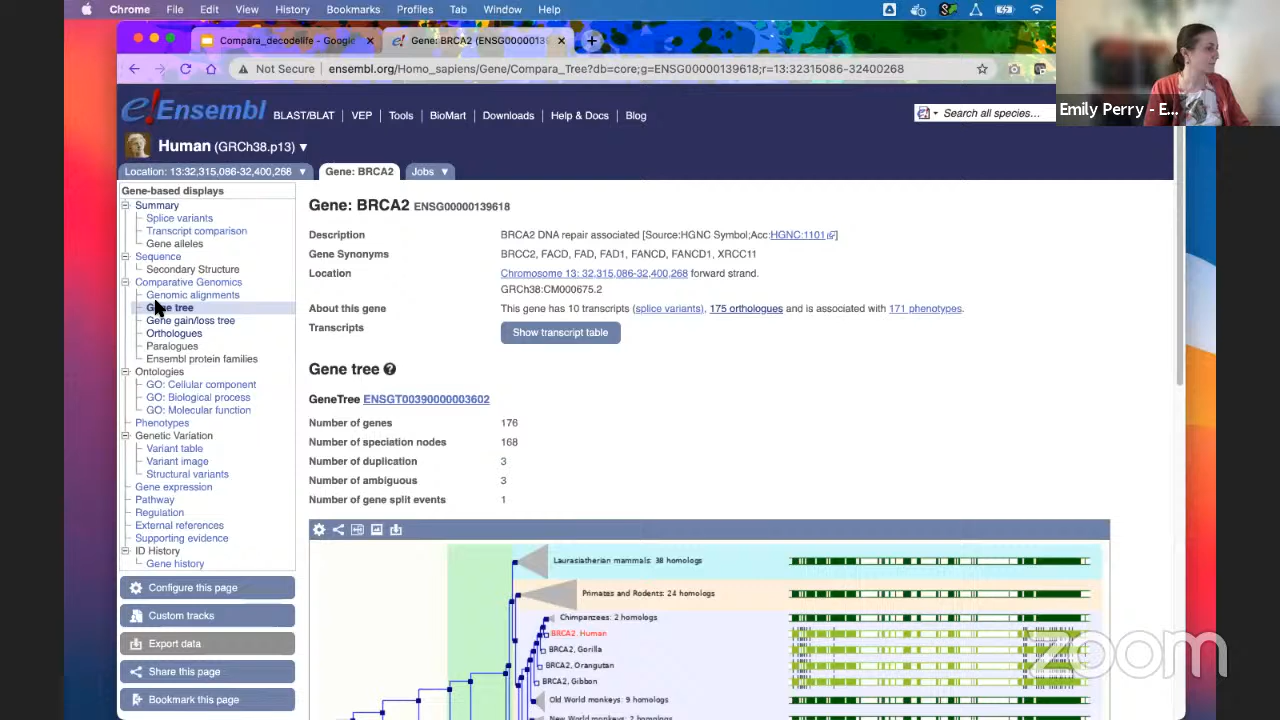 Chrome File Edit View History Bookmarks Profiles Tab Window Help
Compara_decodelife - Google
Gene: BRCA2 (ENSG0000013
Not Secure ensembl.org/Homo_sapiens/Gene/Compara_Tree?db=core;g=ENSG00000139618;r=13:32315086-32400268
Emily Perry - E...
e!Ensembl BLAST/BLAT VEP Tools BioMart Downloads Help & Docs Blog
Search all species...
Human (GRCh38.p13) ▼
Location: 13:32,315,086-32,400,268 ▼ Gene: BRCA2 Jobs ▼
Gene-based displays
Summary
Splice variants
Transcript comparison
Gene alleles
Sequence
Secondary Structure
Comparative Genomics
Genomic alignments
Gene tree
Gene gain/loss tree
Orthologues
Paralogues
Ensembl protein families
Ontologies
GO: Cellular component
GO: Biological process
GO: Molecular function
Phenotypes
Genetic Variation
Variant table
Variant image
Structural variants
Gene expression
Pathway
Regulation
External references
Supporting evidence
ID History
Gene history
Configure this page
Custom tracks
Export data
Share this page
Bookmark this page
Gene: BRCA2 ENSG00000139618
Description BRCA2 DNA repair associated [Source:HGNC Symbol;Acc:HGNC:1101]
Gene Synonyms BRCC2, FACD, FAD, FAD1, FANCD, FANCD1, XRCC11
Location Chromosome 13: 32,315,086-32,400,268 forward strand.
GRCh38:CM000675.2
About this gene This gene has 10 transcripts (splice variants), 175 orthologues and is associated with 171 phenotypes.
Transcripts Show transcript table
Gene tree ?
GeneTree ENSGT00390000003602
Number of genes 176
Number of speciation nodes 168
Number of duplication 3
Number of ambiguous 3
Number of gene split events 1
Laurasiatherian mammals: 38 homologs
Primates and Rodents: 24 homologs
Chimpanzees: 2 homologs
BRCA2, Human
BRCA2, Gorilla
BRCA2, Orangutan
BRCA2, Gibbon
Old World monkeys: 9 homologs
New World monkeys: 2 homologs
zoom